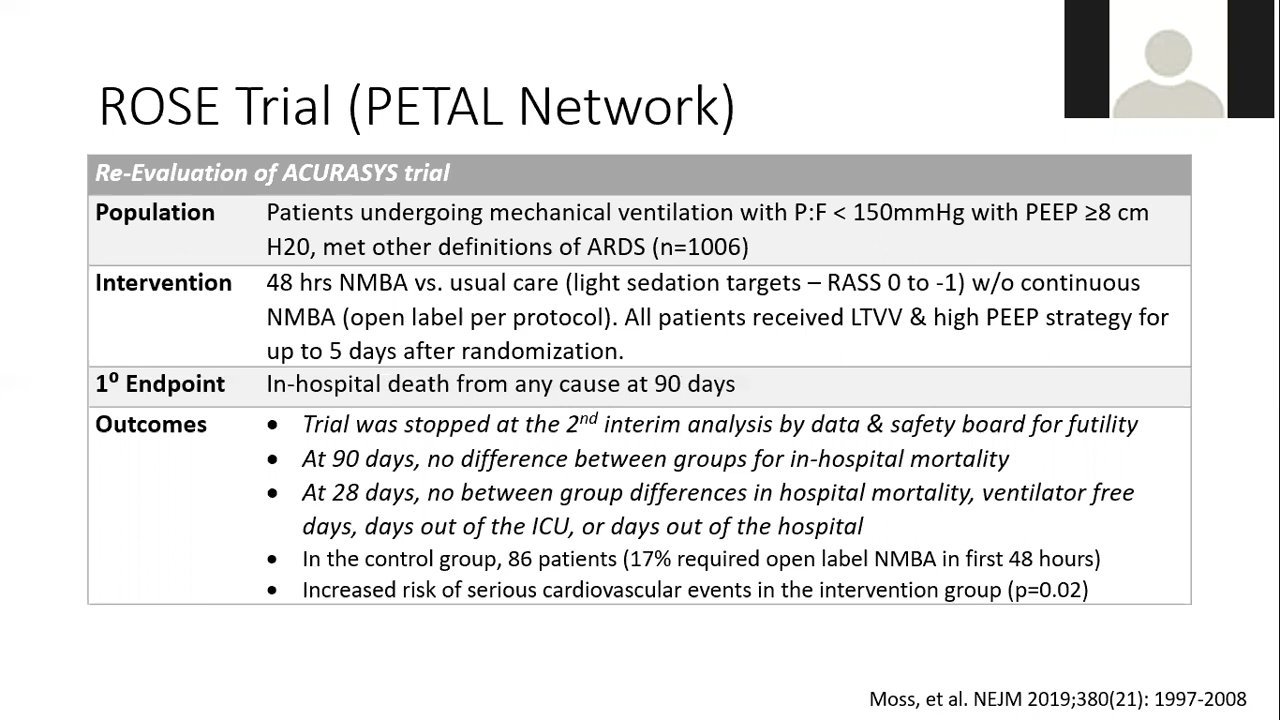 ROSE Trial (PETAL Network)
Re-Evaluation of ACURASYS trial
Population
Patients undergoing mechanical ventilation with P:F < 150mmHg with PEEP ≥8 cm
H20, met other definitions of ARDS (n=1006)
Intervention
48 hrs NMBA vs. usual care (light sedation targets – RASS 0 to -1) w/o continuous
NMBA (open label per protocol). All patients received LTVV & high PEEP strategy for
up to 5 days after randomization.
1⁰ Endpoint
In-hospital death from any cause at 90 days
Outcomes
• Trial was stopped at the 2nd interim analysis by data & safety board for futility
• At 90 days, no difference between groups for in-hospital mortality
• At 28 days, no between group differences in hospital mortality, ventilator free
days, days out of the ICU, or days out of the hospital
• In the control group, 86 patients (17% required open label NMBA in first 48 hours)
• Increased risk of serious cardiovascular events in the intervention group (p=0.02)
Moss, et al. NEJM 2019;380(21): 1997-2008